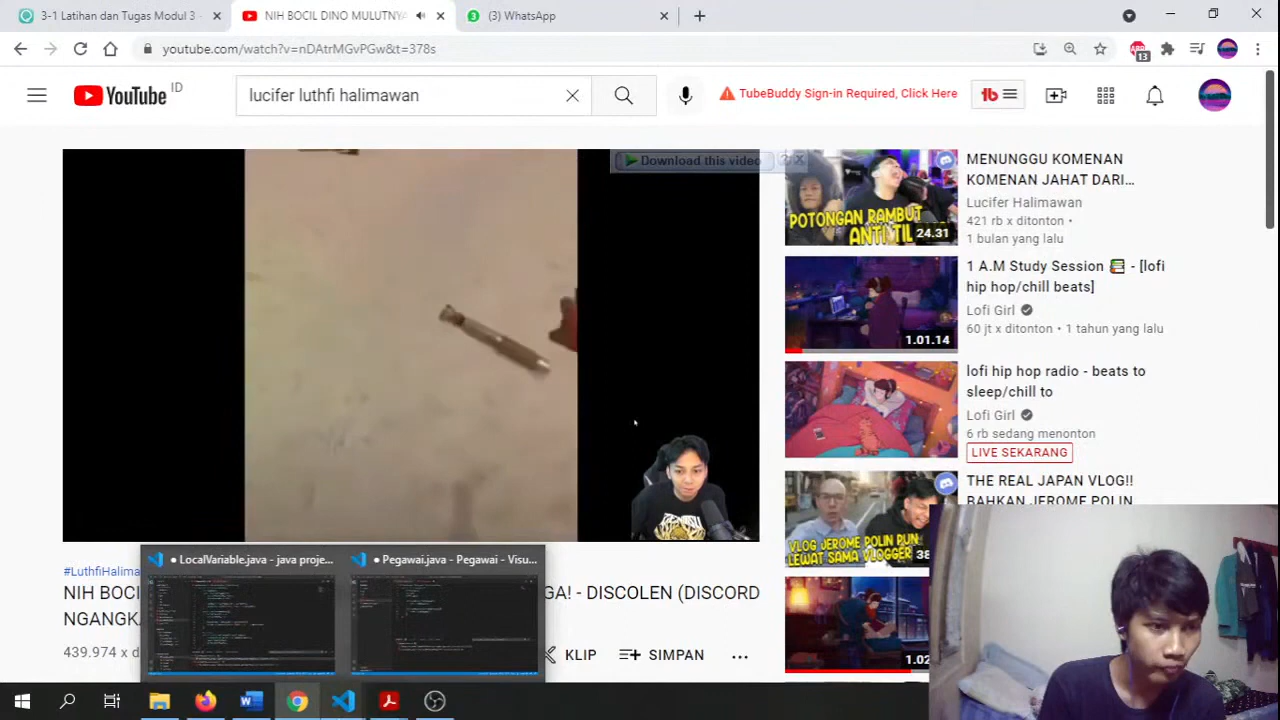 3-1 Latihan dan Tugas Modul 3 -
NIH BOCIL DINO MULUTNYA
(3) WhatsApp
youtube.com/watch?v=nDAtrMGvPGw&t=378s
13
YouTube
ID
lucifer luthfi halimawan
TubeBuddy Sign-in Required, Click Here
tb
Download this video
?
MENUNGGU KOMENAN
KOMENAN JAHAT DARI...
Lucifer Halimawan
421 rb x ditonton •
1 bulan yang lalu
POTONGAN RAMBUT
ANTI
24.31
1 A.M Study Session 📚 - [lofi
hip hop/chill beats]
Lofi Girl
60 jt x ditonton • 1 tahun yang lalu
1.01.14
lofi hip hop radio - beats to
sleep/chill to
Lofi Girl
6 rb sedang menonton
LIVE SEKARANG
THE REAL JAPAN VLOG!!
BAHKAN JEROME POLIN
VLOG JEROME POLIN PUN
LEWAT SAMA VLOGGER
38
1.02
● LocalVariable.java - java proje...
● Pegawai.java - Pegawai - Visu...
#LuthfiHalima
NIH BOCI
GA! - DISCOLEN (DISCORD
NGANGKA
439.974 x d
KLIP
SIMPAN